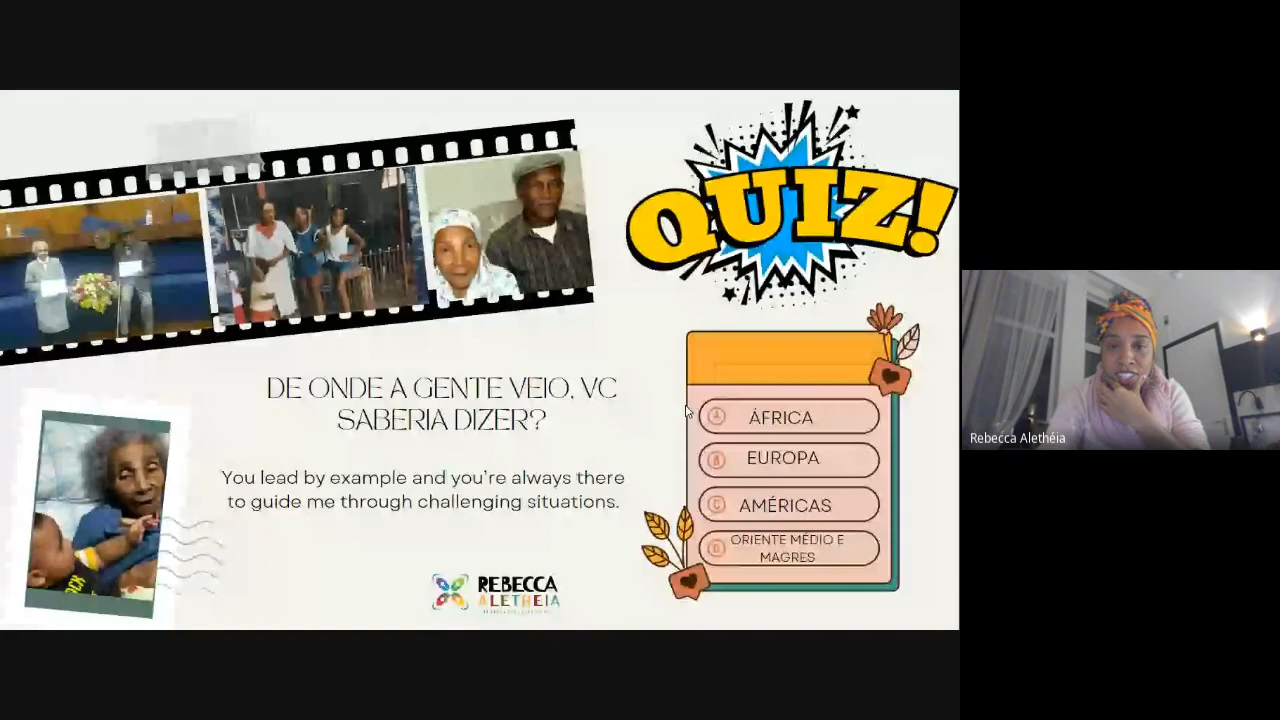 QUIZ!
DE ONDE A GENTE VEIO, VC
SABERIA DIZER?
You lead by example and you're always there
to guide me through challenging situations.
REBECCA
ALETHEIA
A ÁFRICA
EUROPA
C AMÉRICAS
ORIENTE MÉDIO E
MAGRES
Rebecca Alethéia